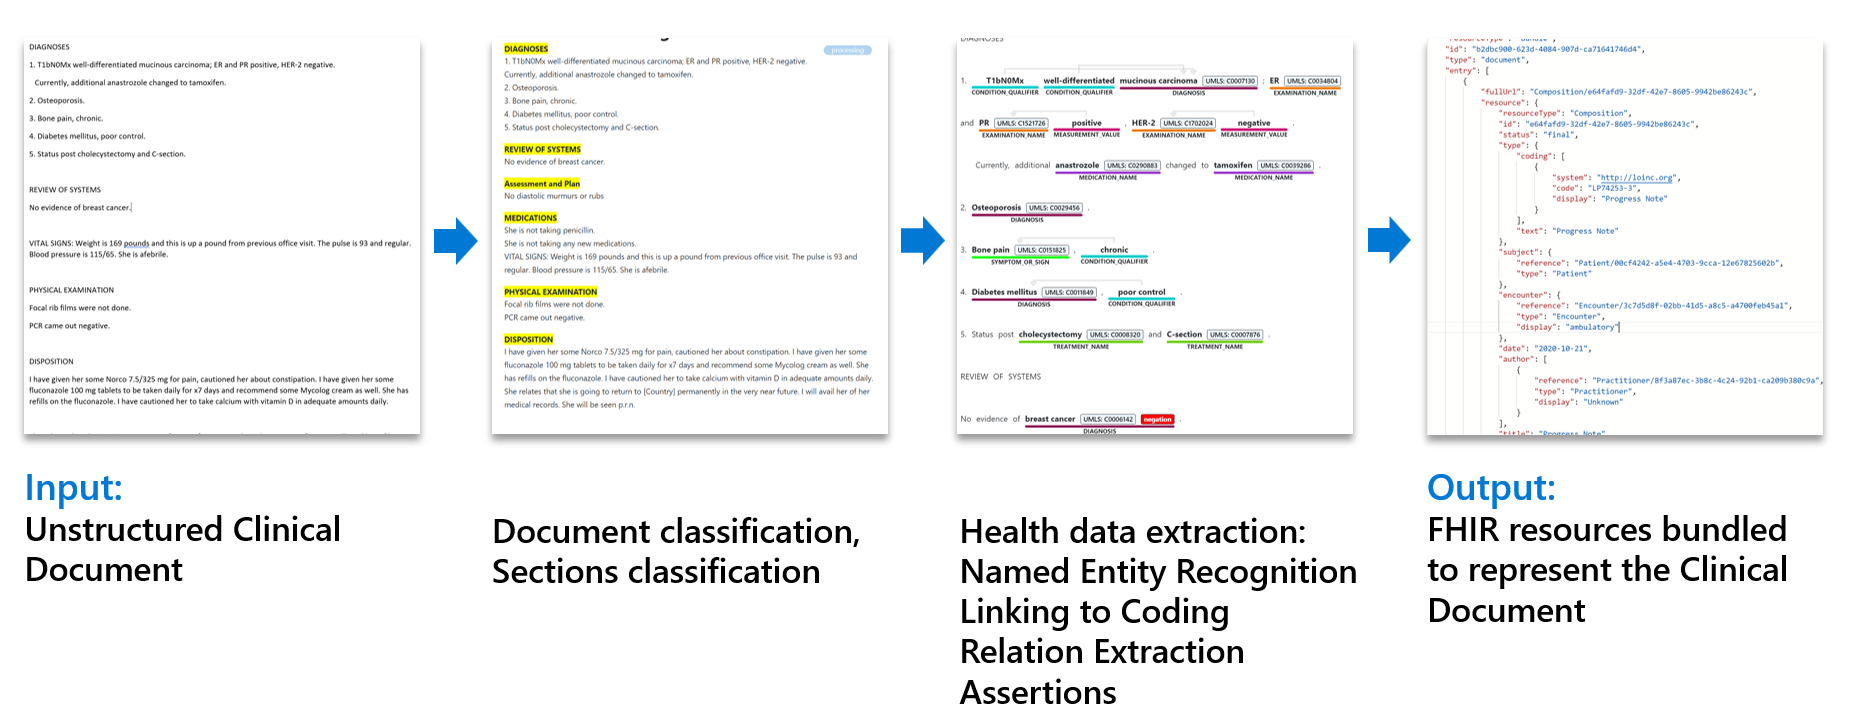 DIAGNOSES
1. T1bN0Mx well-differentiated mucinous carcinoma; ER and PR positive, HER-2 negative.
Currently, additional anastrozole changed to tamoxifen.
2. Osteoporosis.
3. Bone pain, chronic.
4. Diabetes mellitus, poor control.
5. Status post cholecystectomy and C-section.
REVIEW OF SYSTEMS
No evidence of breast cancer.
VITAL SIGNS: Weight is 169 pounds and this is up a pound from previous office visit. The pulse is 93 and regular.
Blood pressure is 115/65. She is afebrile.
PHYSICAL EXAMINATION
Focal rib films were not done.
PCR came out negative.
DISPOSITION
I have given her some Norco 7.5/325 mg for pain, cautioned her about constipation. I have given her some
fluconazole 100 mg tablets to be taken daily for x7 days and recommend some Mycolog cream as well. She has
refills on the fluconazole. I have cautioned her to take calcium with vitamin D in adequate amounts daily.
Input:
Unstructured Clinical
Document
processing
DIAGNOSES
1. T1bN0Mx well-differentiated mucinous carcinoma; ER and PR positive, HER-2 negative.
Currently, additional anastrozole changed to tamoxifen.
2. Osteoporosis.
3. Bone pain, chronic.
4. Diabetes mellitus, poor control.
5. Status post cholecystectomy and C-section.
REVIEW OF SYSTEMS
No evidence of breast cancer.
Assessment and Plan
No diastolic murmurs or rubs
MEDICATIONS
She is not taking penicillin.
She is not taking any new medications.
VITAL SIGNS: Weight is 169 pounds and this is up a pound from previous office visit. The pulse is 93 and
regular. Blood pressure is 115/65. She is afebrile.
PHYSICAL EXAMINATION
Focal rib films were not done.
PCR came out negative.
DISPOSITION
I have given her some Norco 7.5/325 mg for pain, cautioned her about constipation. I have given her some
fluconazole 100 mg tablets to be taken daily for x7 days and recommend some Mycolog cream as well. She
has refills on the fluconazole. I have cautioned her to take calcium with vitamin D in adequate amounts daily.
She relates that she is going to return to [Country] permanently in the very near future. I will avail her of her
medical records. She will be seen p.r.n.
Document classification,
Sections classification
DIAGNOSES
1. T1bN0Mx well-differentiated mucinous carcinoma UMLS: C0007130 ; ER UMLS: C0034804
CONDITION_QUALIFIER CONDITION_QUALIFIER DIAGNOSIS EXAMINATION_NAME
and PR UMLS: C1521726 positive , HER-2 UMLS: C1702024 negative .
EXAMINATION_NAME MEASUREMENT_VALUE EXAMINATION_NAME MEASUREMENT_VALUE
Currently, additional anastrozole UMLS: C0290883 changed to tamoxifen UMLS: C0039286 .
MEDICATION_NAME MEDICATION_NAME
2. Osteoporosis UMLS: C0029456 .
DIAGNOSIS
3. Bone pain UMLS: C0151825 , chronic .
SYMPTOM_OR_SIGN CONDITION_QUALIFIER
4. Diabetes mellitus UMLS: C0011849 , poor control .
DIAGNOSIS CONDITION_QUALIFIER
5. Status post cholecystectomy UMLS: C0008320 and C-section UMLS: C0007876 .
TREATMENT_NAME TREATMENT_NAME
REVIEW OF SYSTEMS
No evidence of breast cancer UMLS: C0006142 negation .
DIAGNOSIS
Health data extraction:
Named Entity Recognition
Linking to Coding
Relation Extraction
Assertions
"resourceType": "Bundle",
"id": "b2dbc900-623d-4084-907d-ca71641746d4",
"type": "document",
"entry": [
{
"fullUrl": "Composition/e64fafd9-32df-42e7-8605-9942be86243c",
"resource": {
"resourceType": "Composition",
"id": "e64fafd9-32df-42e7-8605-9942be86243c",
"status": "final",
"type": {
"coding": [
{
"system": "http://loinc.org",
"code": "LP74253-3",
"display": "Progress Note"
}
],
"text": "Progress Note"
},
"subject": {
"reference": "Patient/00cf4242-a5e4-4703-9cca-12e67825602b",
"type": "Patient"
},
"encounter": {
"reference": "Encounter/3c7d5d8f-02bb-41d5-a8c5-a4700feb45a1",
"type": "Encounter",
"display": "ambulatory"
},
"date": "2020-10-21",
"author": [
{
"reference": "Practitioner/8f3a87ec-3b8c-4c24-92b1-ca209b380c9a",
"type": "Practitioner",
"display": "Unknown"
}
],
"title": "Progress Note",
Output:
FHIR resources bundled
to represent the Clinical
Document